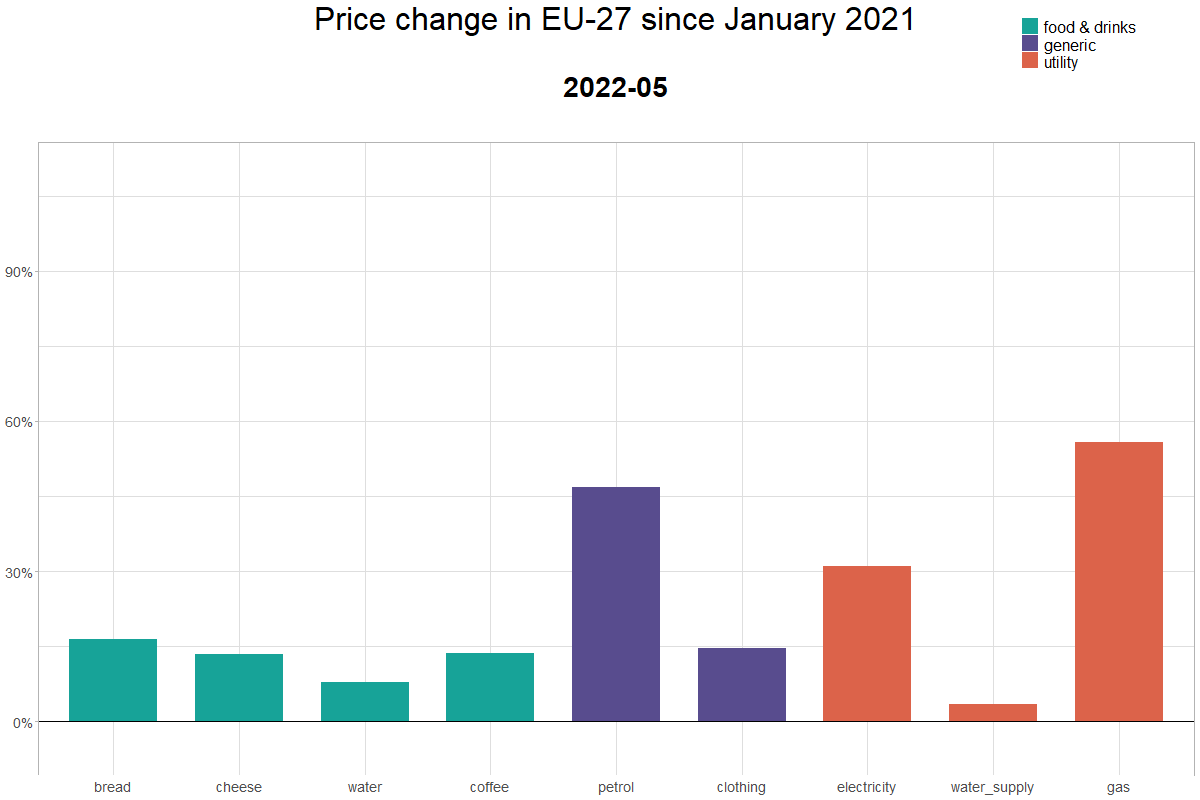 Price change in EU-27 since January 2021
food & drinks
generic
utility
2022-05
90%
60%
30%
0%
bread cheese water coffee petrol clothing electricity water_supply gas